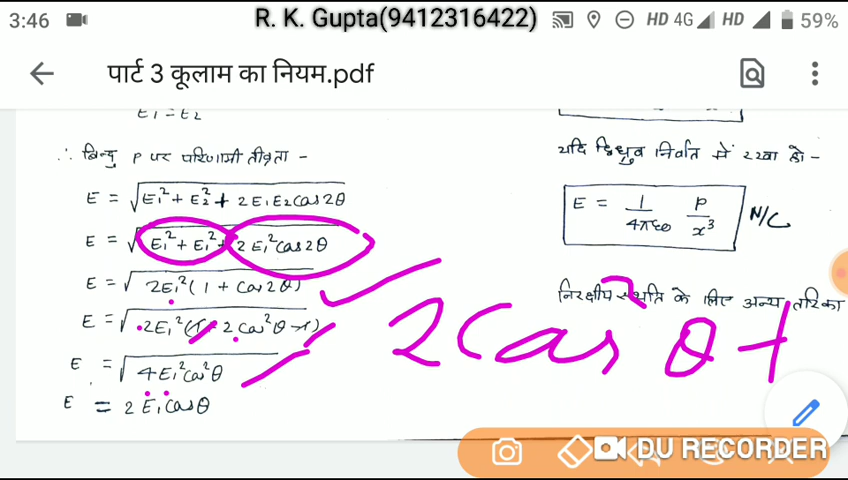 3:46 R. K. Gupta(9412316422) HD 4G HD 59%
पार्ट 3 कूलाम का नियम.pdf
E₁ = E₂
∴ बिन्दु P पर परिणामी तीव्रता -
E = √E₁² + E₂² + 2E₁E₂cos2θ
E = √E₁² + E₁² + 2E₁²cos2θ
E = √2E₁²(1 + cos2θ)
E = √2E₁²(1 + 2cos²θ - 1)
E = √4E₁²cos²θ
E = 2E₁cosθ
यदि द्विध्रुव निर्वात में रखा हो -
E = 1/4πε₀ P/x³ N/C
निरक्षीय स्थिति के लिए अन्य तरिका
2cos²θ-1
DU RECORDER